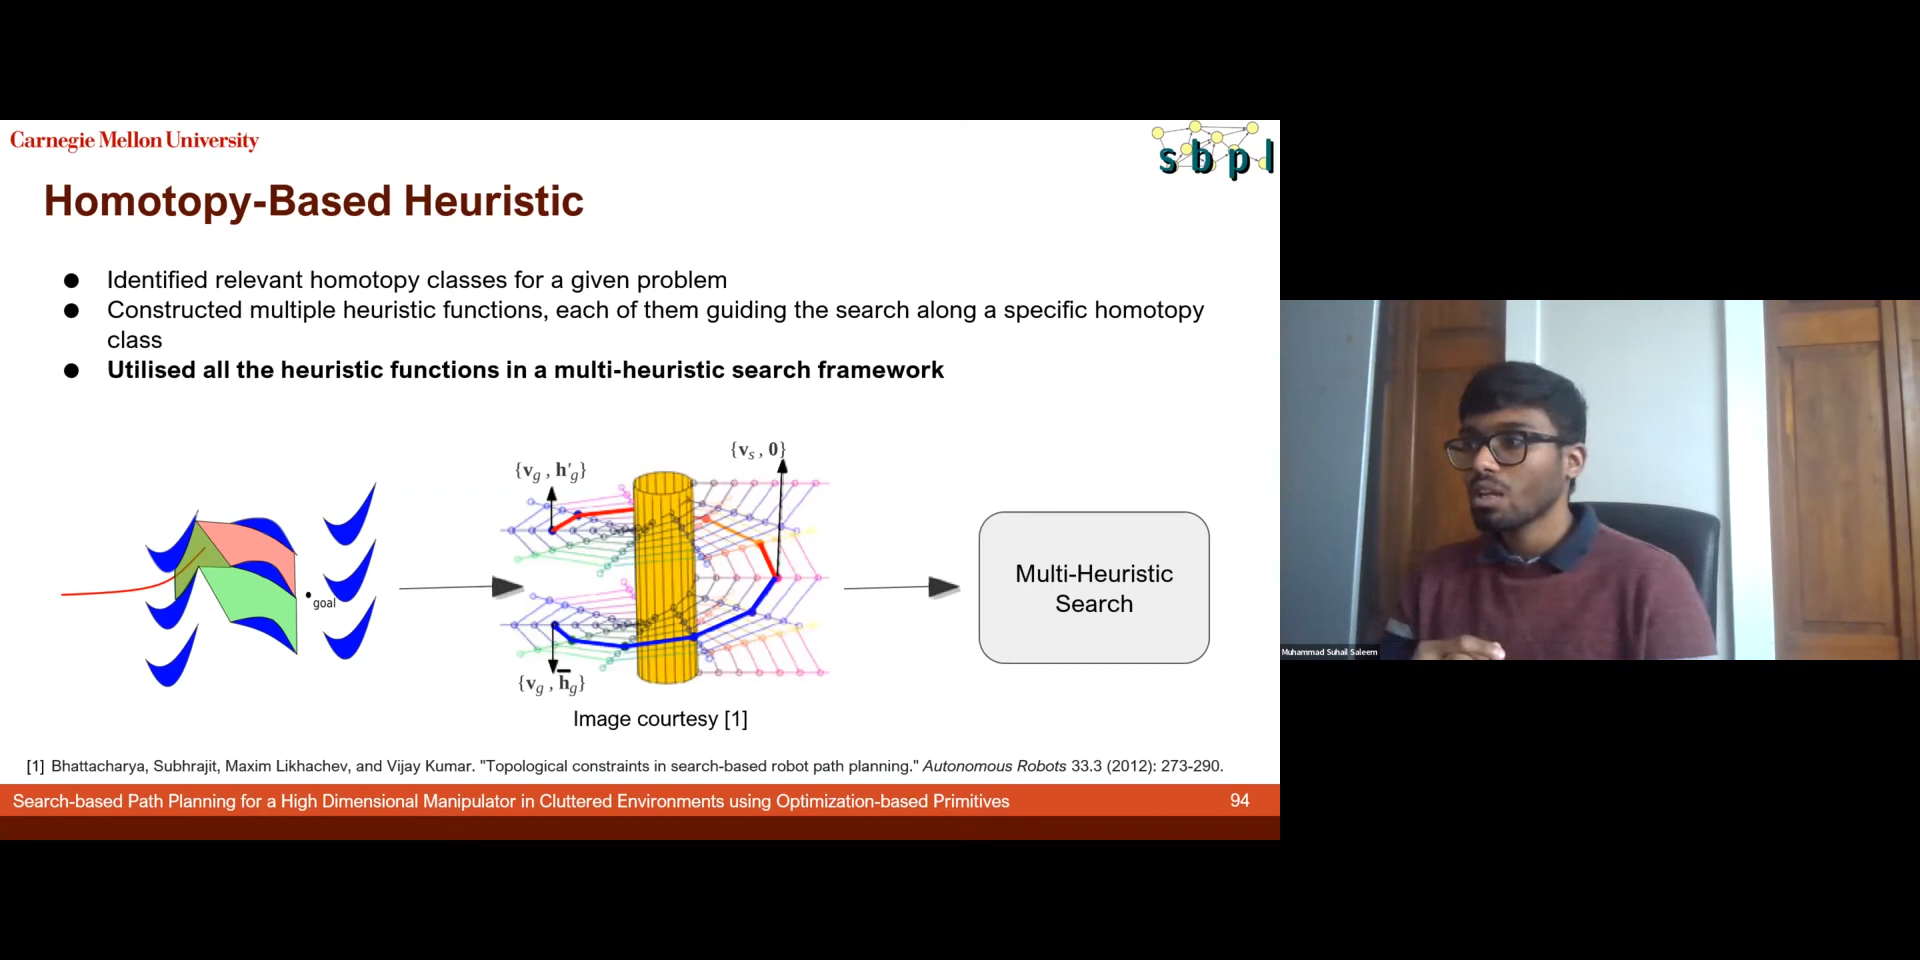 Carnegie Mellon University
sbpl
Homotopy-Based Heuristic
● Identified relevant homotopy classes for a given problem
● Constructed multiple heuristic functions, each of them guiding the search along a specific homotopy
class
● Utilised all the heuristic functions in a multi-heuristic search framework
{vₛ , 0}
{v_g , h'_g}
goal
Multi-Heuristic
Search
{v_g , h̅_g}
Image courtesy [1]
[1] Bhattacharya, Subhrajit, Maxim Likhachev, and Vijay Kumar. "Topological constraints in search-based robot path planning." Autonomous Robots 33.3 (2012): 273-290.
Search-based Path Planning for a High Dimensional Manipulator in Cluttered Environments using Optimization-based Primitives 94
Muhammad Suhail Saleem